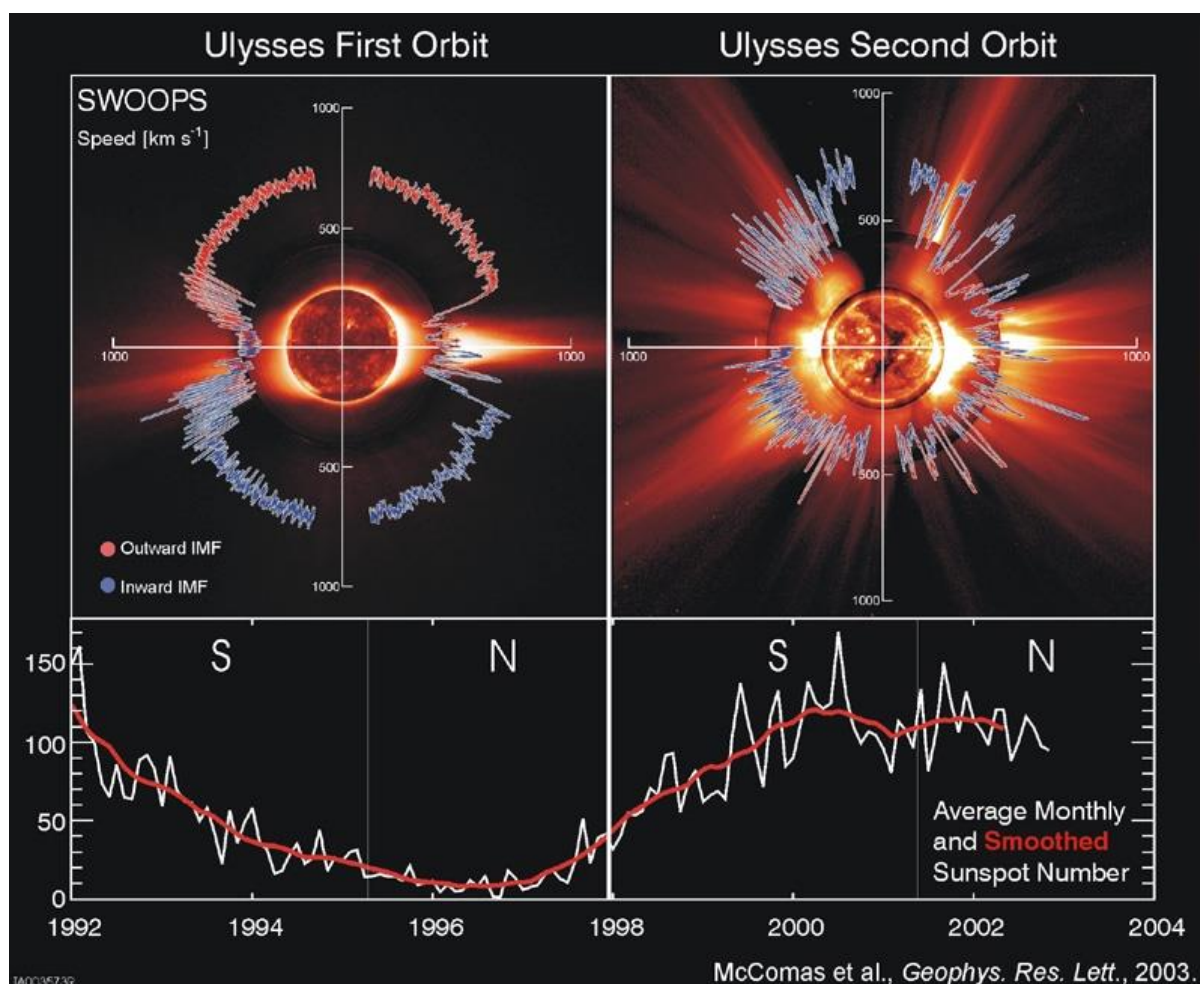 Ulysses First Orbit
Ulysses Second Orbit
SWOOPS
Speed [km s-1]
1000
500
1000
1000
500
1000
Outward IMF
Inward IMF
1000
500
1000
1000
500
1000
S
N
S
N
150
100
50
0
Average Monthly
and Smoothed
Sunspot Number
1992
1994
1996
1998
2000
2002
2004
McComas et al., Geophys. Res. Lett., 2003.